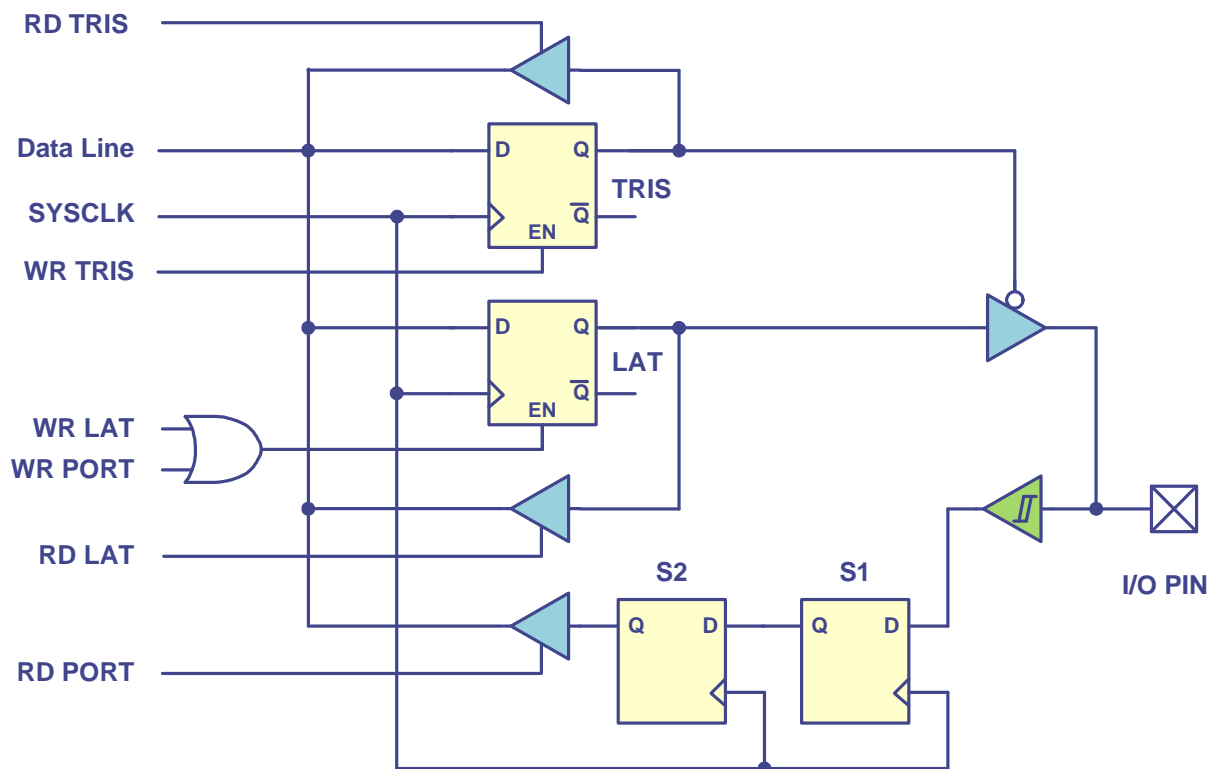 RD TRIS
Data Line
D Q
TRIS
SYSCLK
Q̅
EN
WR TRIS
D Q
LAT
Q̅
EN
WR LAT
WR PORT
RD LAT
S2 S1
I/O PIN
Q D Q D
RD PORT